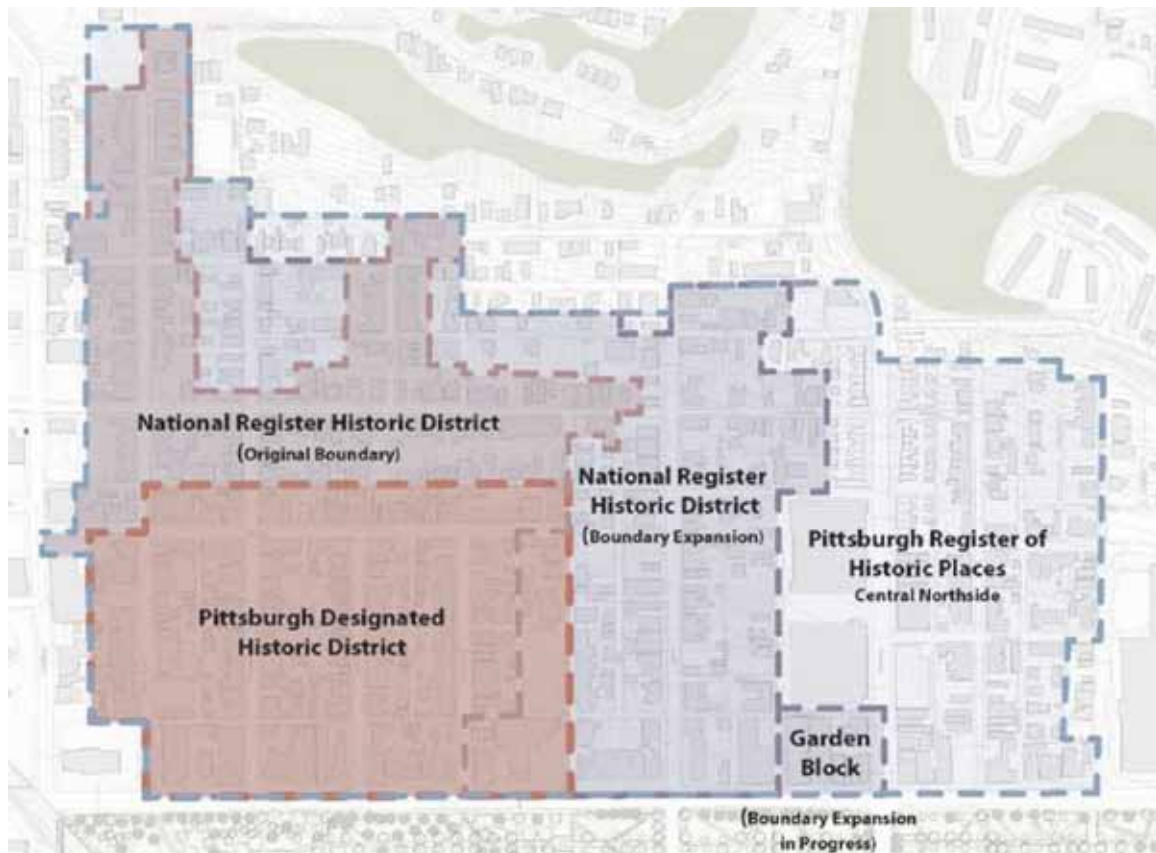 National Register Historic District
(Original Boundary)
National Register
Historic District
(Boundary Expansion)
Pittsburgh Register of
Historic Places
Central Northside
Pittsburgh Designated
Historic District
Garden
Block
(Boundary Expansion
in Progress)